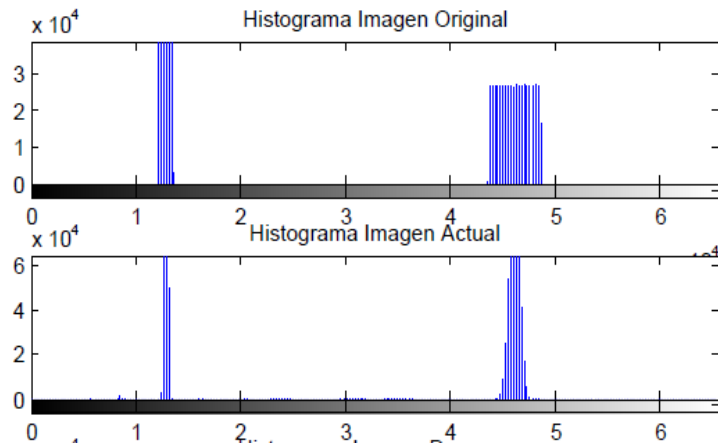 x 10⁴
Histograma Imagen Original
3
2
1
0
0 1 2 3 4 5 6
x 10⁴
Histograma Imagen Actual
6
4
2
0
0 1 2 3 4 5 6